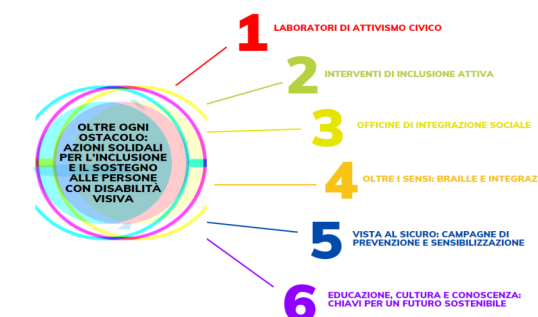 1 LABORATORI DI ATTIVISMO CIVICO
2 INTERVENTI DI INCLUSIONE ATTIVA
3 OFFICINE DI INTEGRAZIONE SOCIALE
4 OLTRE I SENSI: BRAILLE E INTEGRAZ
5 VISTA AL SICURO: CAMPAGNE DI
PREVENZIONE E SENSIBILIZZAZIONE
6 EDUCAZIONE, CULTURA E CONOSCENZA:
CHIAVI PER UN FUTURO SOSTENIBILE
OLTRE OGNI
OSTACOLO:
AZIONI SOLIDALI
PER L'INCLUSIONE
E IL SOSTEGNO
ALLE PERSONE
CON DISABILITÀ
VISIVA